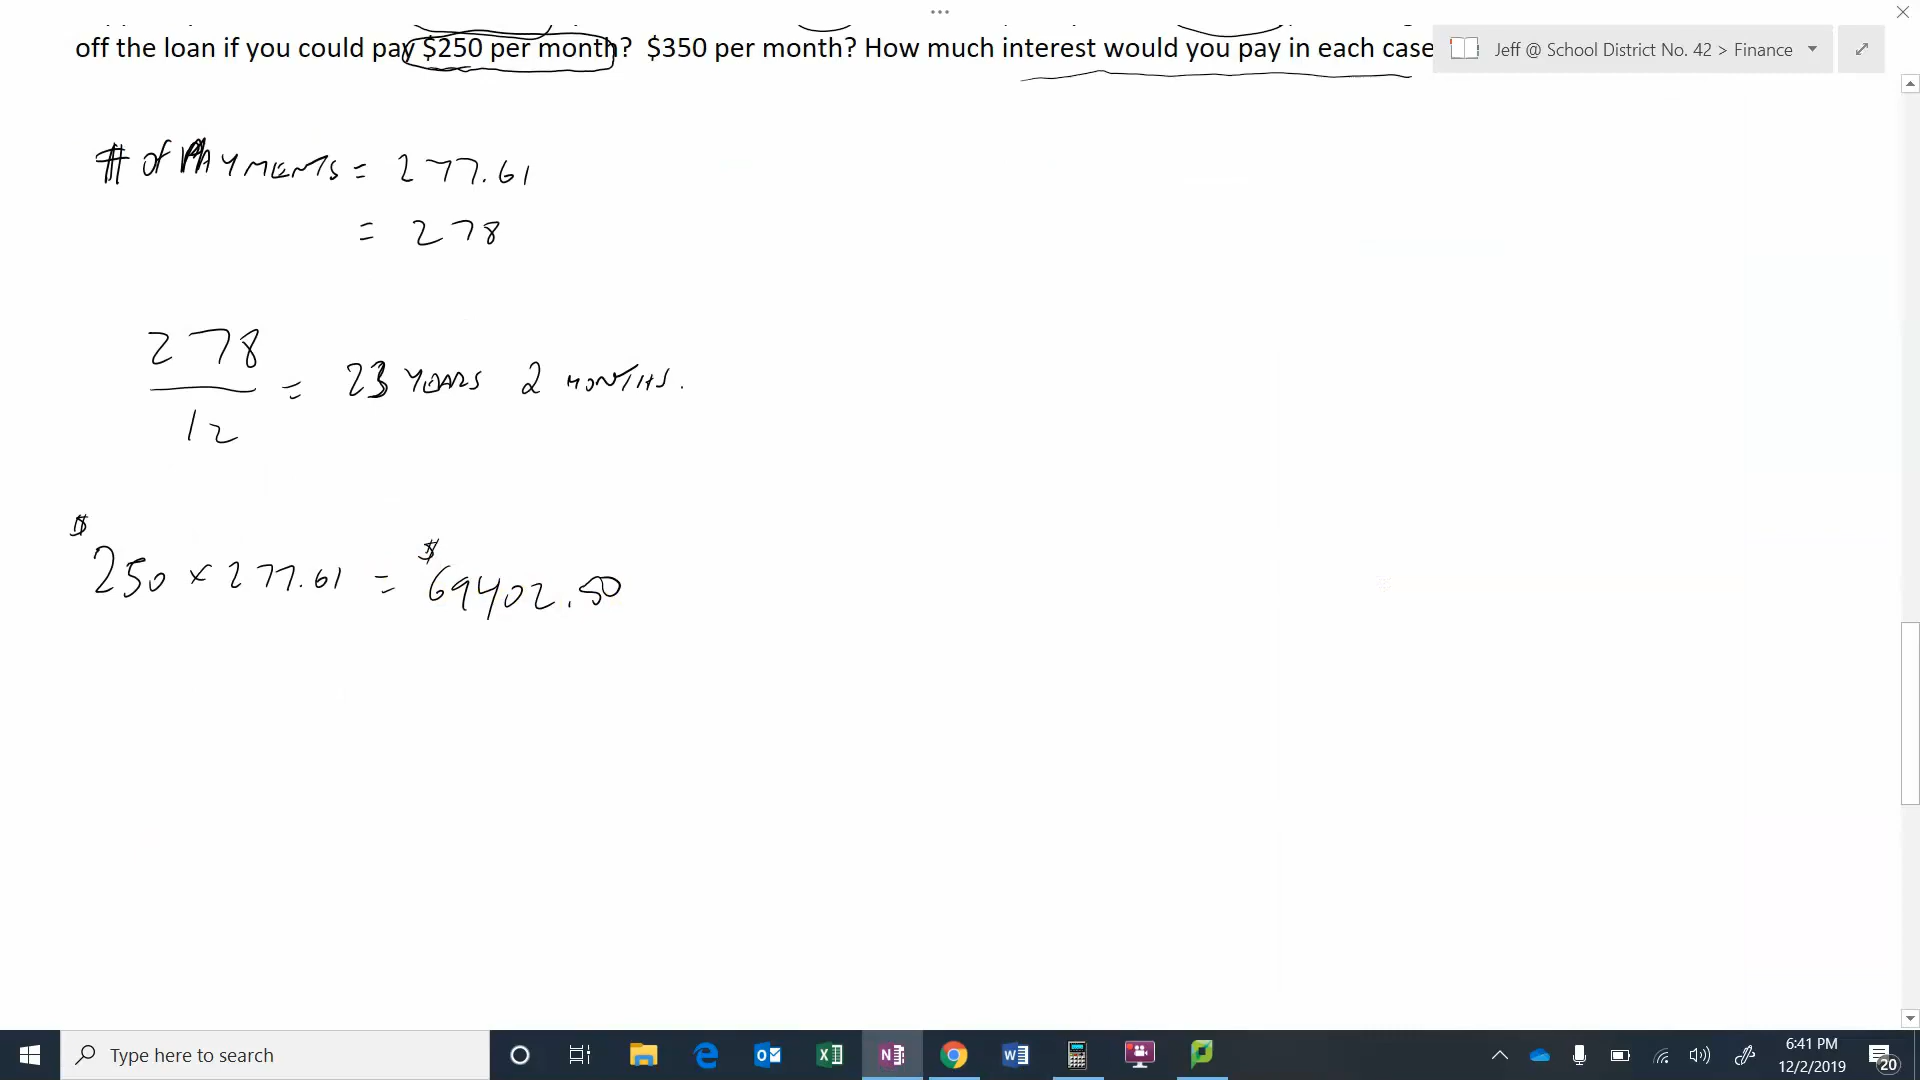 off the loan if you could pay $250 per month?  $350 per month? How much interest would you pay in each case
Jeff @ School District No. 42 > Finance
# of PAYMENTS = 277.61
= 278
278
12
= 23 YEARS 2 MONTHS.
$250 × 277.61 = $69402.50
Type here to search
6:41 PM
12/2/2019
20